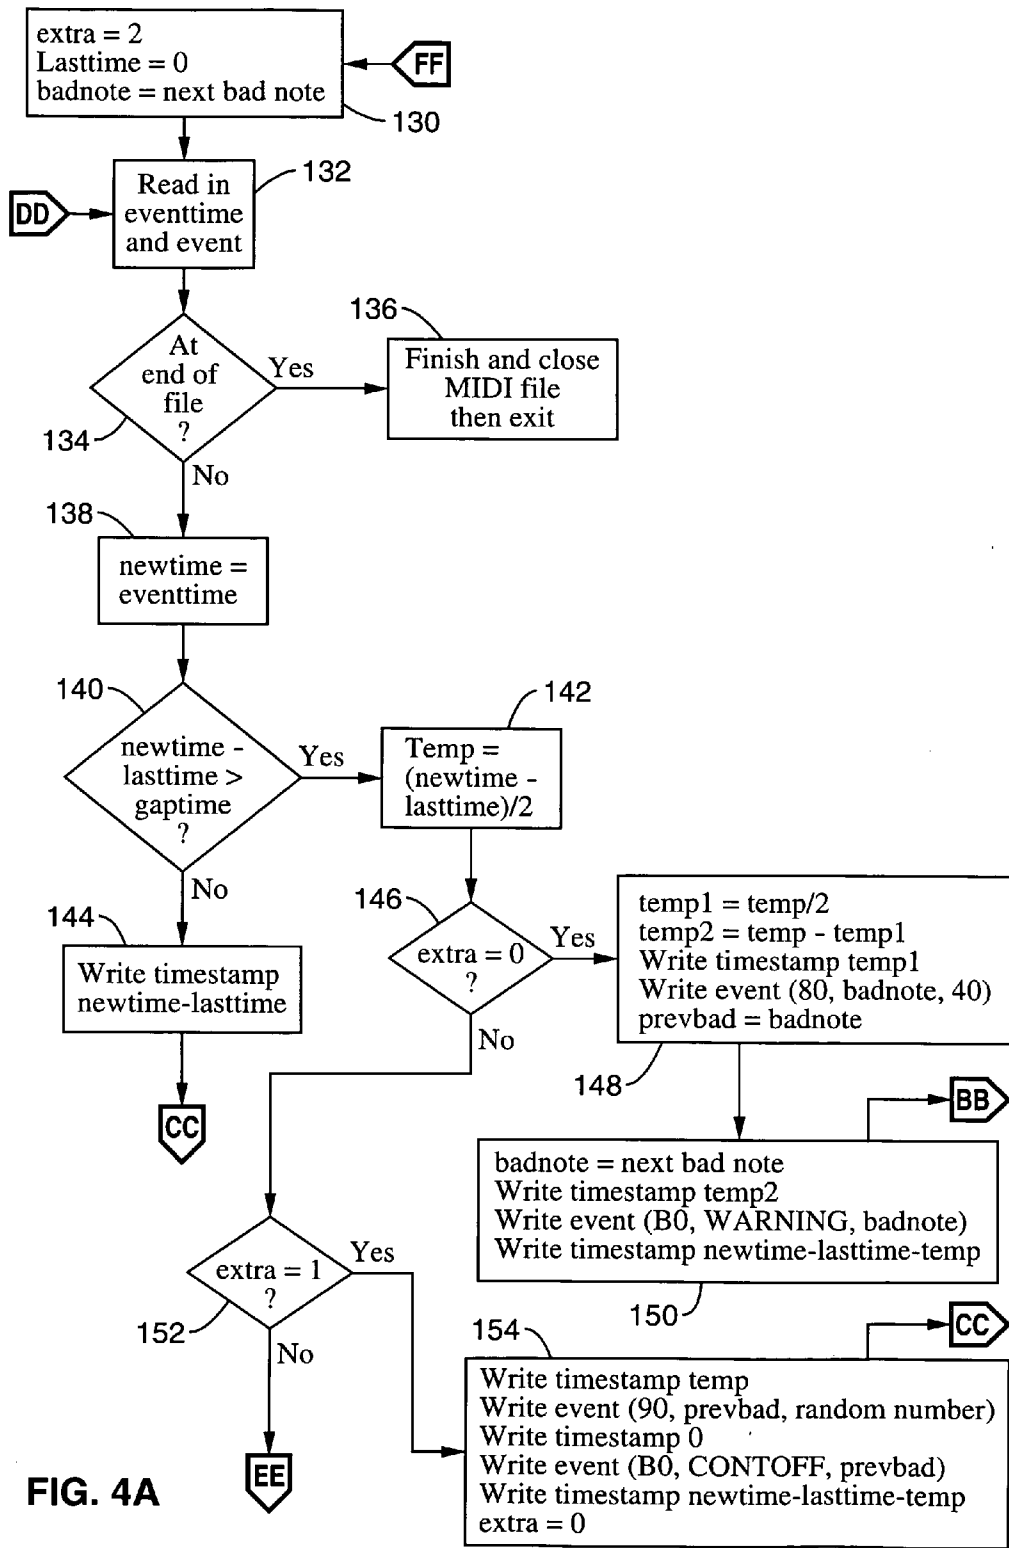 extra = 2
Lasttime = 0
badnote = next bad note
FF
130
132
Read in
eventtime
and event
DD
At
end of
file
?
134
Yes
136
Finish and close
MIDI file
then exit
No
138
newtime =
eventtime
140
newtime -
lasttime >
gaptime
?
Yes
142
Temp =
(newtime -
lasttime)/2
No
144
Write timestamp
newtime-lasttime
CC
146
extra = 0
?
Yes
temp1 = temp/2
temp2 = temp - temp1
Write timestamp temp1
Write event (80, badnote, 40)
prevbad = badnote
148
No
BB
badnote = next bad note
Write timestamp temp2
Write event (B0, WARNING, badnote)
Write timestamp newtime-lasttime-temp
150
extra = 1
?
152
Yes
No
EE
154
CC
Write timestamp temp
Write event (90, prevbad, random number)
Write timestamp 0
Write event (B0, CONTOFF, prevbad)
Write timestamp newtime-lasttime-temp
extra = 0
FIG. 4A